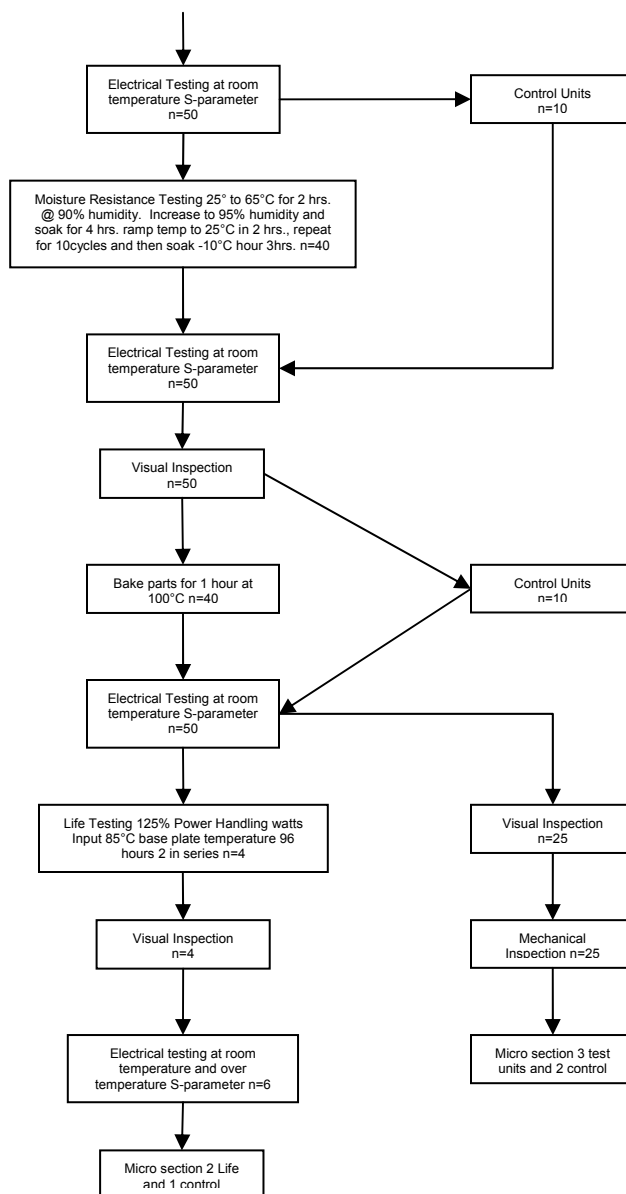 Electrical Testing at room
temperature S-parameter
n=50
Control Units
n=10
Moisture Resistance Testing 25° to 65°C for 2 hrs.
@ 90% humidity.  Increase to 95% humidity and
soak for 4 hrs. ramp temp to 25°C in 2 hrs., repeat
for 10cycles and then soak -10°C hour 3hrs. n=40
Electrical Testing at room
temperature S-parameter
n=50
Visual Inspection
n=50
Bake parts for 1 hour at
100°C n=40
Control Units
n=10
Electrical Testing at room
temperature S-parameter
n=50
Life Testing 125% Power Handling watts
Input 85°C base plate temperature 96
hours 2 in series n=4
Visual Inspection
n=25
Visual Inspection
n=4
Mechanical
Inspection n=25
Electrical testing at room
temperature and over
temperature S-parameter n=6
Micro section 3 test
units and 2 control
Micro section 2 Life
and 1 control